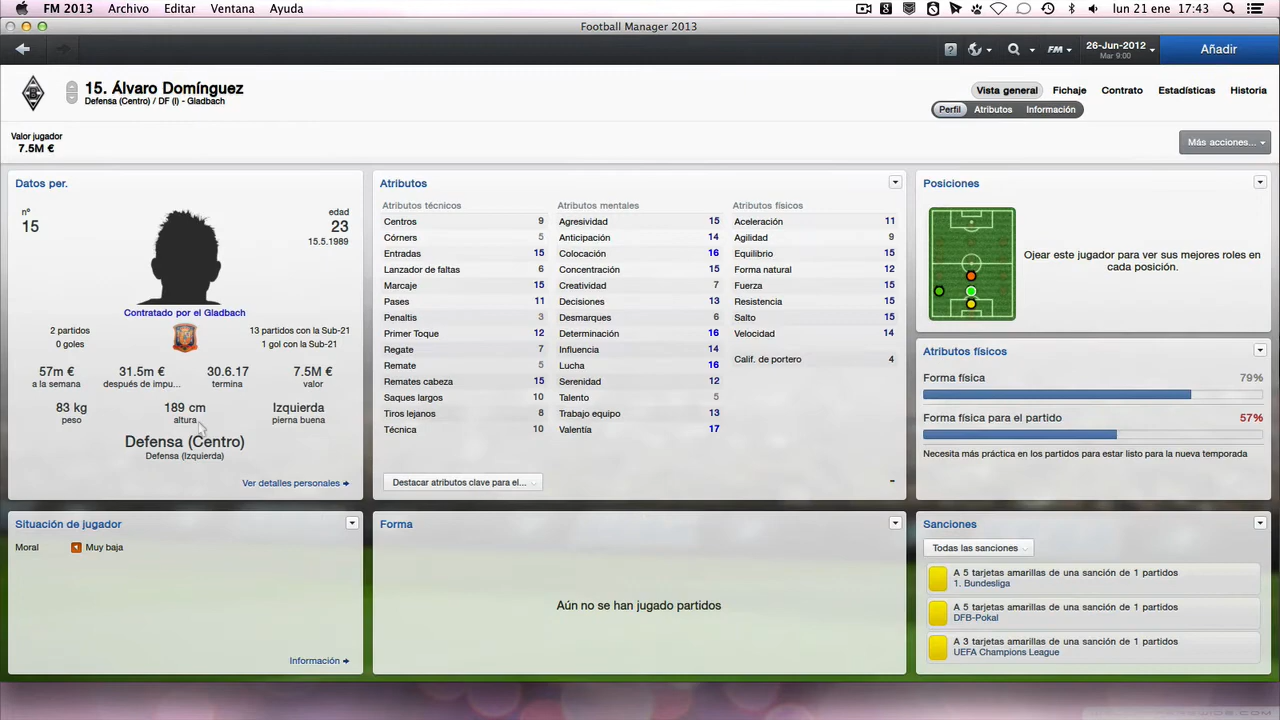 FM 2013 Archivo Editar Ventana Ayuda
lun 21 ene 17:43
Football Manager 2013
FM
26-Jun-2012
Mar 9:00
Añadir
15. Álvaro Domínguez
Defensa (Centro) / DF (I) - Gladbach
Vista general Fichaje Contrato Estadísticas Historia
Perfil Atributos Información
Valor jugador
7.5M €
Más acciones...
Datos per.
nº
15
edad
23
15.5.1989
Contratado por el Gladbach
2 partidos
0 goles
13 partidos con la Sub-21
1 gol con la Sub-21
57m € 31.5m € 30.6.17 7.5M €
a la semana después de impu... termina valor
83 kg 189 cm Izquierda
peso altura pierna buena
Defensa (Centro)
Defensa (Izquierda)
Ver detalles personales
Atributos
Atributos técnicos
Centros 9
Córners 5
Entradas 15
Lanzador de faltas 6
Marcaje 15
Pases 11
Penaltis 3
Primer Toque 12
Regate 7
Remate 5
Remates cabeza 15
Saques largos 10
Tiros lejanos 8
Técnica 10
Atributos mentales
Agresividad 15
Anticipación 14
Colocación 16
Concentración 15
Creatividad 7
Decisiones 13
Desmarques 6
Determinación 16
Influencia 14
Lucha 16
Serenidad 12
Talento 5
Trabajo equipo 13
Valentía 17
Atributos físicos
Aceleración 11
Agilidad 9
Equilibrio 15
Forma natural 12
Fuerza 15
Resistencia 15
Salto 15
Velocidad 14
Calif. de portero 4
Destacar atributos clave para el...
-
Posiciones
Ojear este jugador para ver sus mejores roles en
cada posición.
Atributos físicos
Forma física 79%
Forma física para el partido 57%
Necesita más práctica en los partidos para estar listo para la nueva temporada
Situación de jugador
Moral Muy baja
Información
Forma
Aún no se han jugado partidos
Sanciones
Todas las sanciones
A 5 tarjetas amarillas de una sanción de 1 partidos
1. Bundesliga
A 5 tarjetas amarillas de una sanción de 1 partidos
DFB-Pokal
A 3 tarjetas amarillas de una sanción de 1 partidos
UEFA Champions League